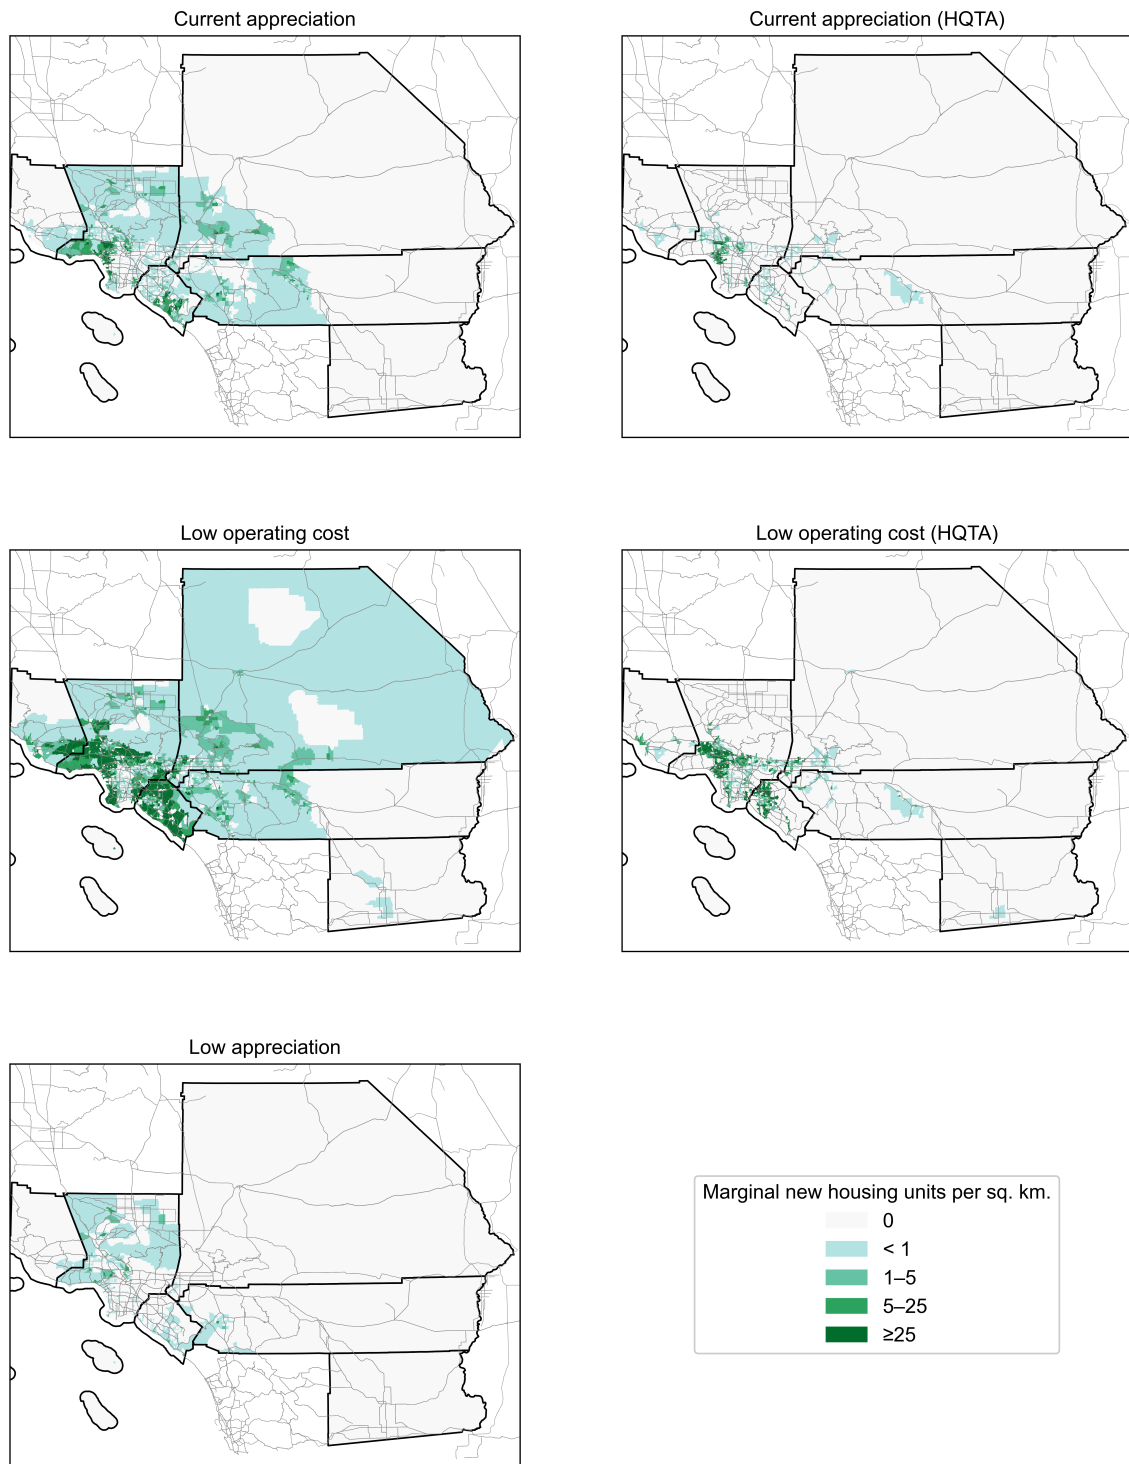 Current appreciation
Current appreciation (HQTA)
Low operating cost
Low operating cost (HQTA)
Low appreciation
Marginal new housing units per sq. km.
0
< 1
1–5
5–25
≥25